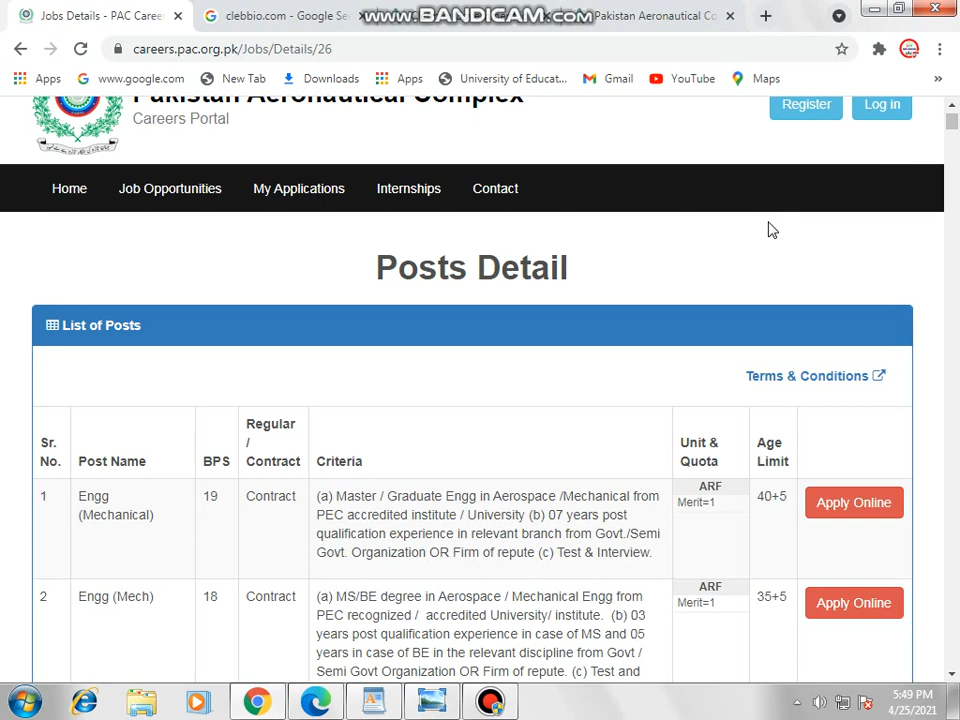 Jobs Details - PAC Caree
clebbio.com - Google Se
Pakistan Aeronautical Co
WWW.BANDICAM.COM
careers.pac.org.pk/Jobs/Details/26
Apps
www.google.com
New Tab
Downloads
Apps
University of Educat...
Gmail
YouTube
Maps
»
Pakistan Aeronautical Complex
Careers Portal
Register
Log in
Home
Job Opportunities
My Applications
Internships
Contact
Posts Detail
List of Posts
Terms & Conditions
Sr. No.
Post Name
BPS
Regular / Contract
Criteria
Unit & Quota
Age Limit
1
Engg
(Mechanical)
19
Contract
(a) Master / Graduate Engg in Aerospace /Mechanical from
PEC accredited institute / University (b) 07 years post
qualification experience in relevant branch from Govt./Semi
Govt. Organization OR Firm of repute (c) Test & Interview.
ARF
Merit=1
40+5
Apply Online
2
Engg (Mech)
18
Contract
(a) MS/BE degree in Aerospace / Mechanical Engg from
PEC recognized / accredited University/ institute. (b) 03
years post qualification experience in case of MS and 05
years in case of BE in the relevant discipline from Govt /
Semi Govt Organization OR Firm of repute. (c) Test and
ARF
Merit=1
35+5
Apply Online
5:49 PM
4/25/2021